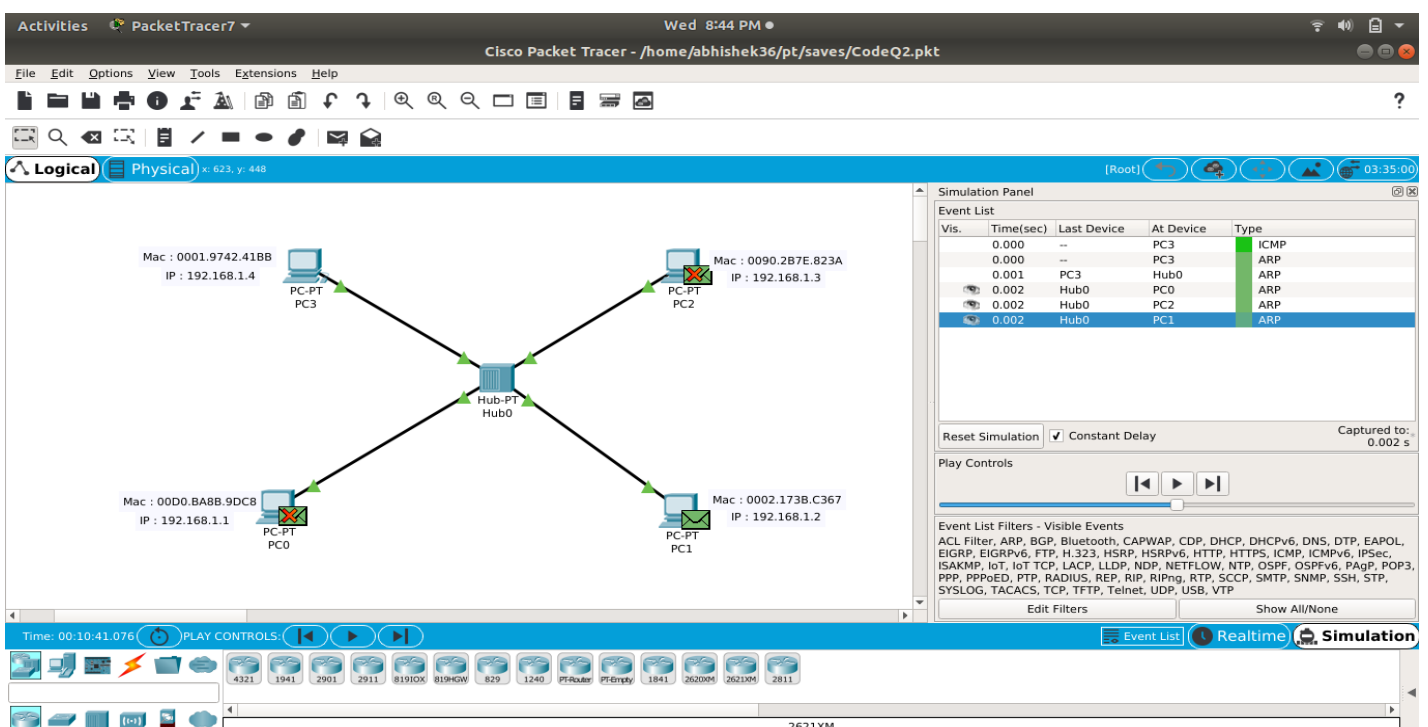 Activities PacketTracer7 Wed 8:44 PM
Cisco Packet Tracer - /home/abhishek36/pt/saves/CodeQ2.pkt
File Edit Options View Tools Extensions Help
?
Logical Physical x: 623, y: 448 [Root] 03:35:00
Mac : 0001.9742.41BB
IP : 192.168.1.4
PC-PT
PC3
Mac : 0090.2B7E.823A
IP : 192.168.1.3
PC-PT
PC2
Hub-PT
Hub0
Mac : 00D0.BA8B.9DC8
IP : 192.168.1.1
PC-PT
PC0
Mac : 0002.173B.C367
IP : 192.168.1.2
PC-PT
PC1
Simulation Panel
Event List
Vis. Time(sec) Last Device At Device Type
0.000 -- PC3 ICMP
0.000 -- PC3 ARP
0.001 PC3 Hub0 ARP
0.002 Hub0 PC0 ARP
0.002 Hub0 PC2 ARP
0.002 Hub0 PC1 ARP
Reset Simulation Constant Delay Captured to:
0.002 s
Play Controls
Event List Filters - Visible Events
ACL Filter, ARP, BGP, Bluetooth, CAPWAP, CDP, DHCP, DHCPv6, DNS, DTP, EAPOL,
EIGRP, EIGRPv6, FTP, H.323, HSRP, HSRPv6, HTTP, HTTPS, ICMP, ICMPv6, IPSec,
ISAKMP, IoT, IoT TCP, LACP, LLDP, NDP, NETFLOW, NTP, OSPF, OSPFv6, PAgP, POP3,
PPP, PPPoED, PTP, RADIUS, REP, RIP, RIPng, RTP, SCCP, SMTP, SNMP, SSH, STP,
SYSLOG, TACACS, TCP, TFTP, Telnet, UDP, USB, VTP
Edit Filters Show All/None
Time: 00:10:41.076 PLAY CONTROLS: Event List Realtime Simulation
4321 1941 2901 2911 819IOX 819HGW 829 1240 PT-Router PT-Empty 1841 2620XM 2621XM 2811
2621XM